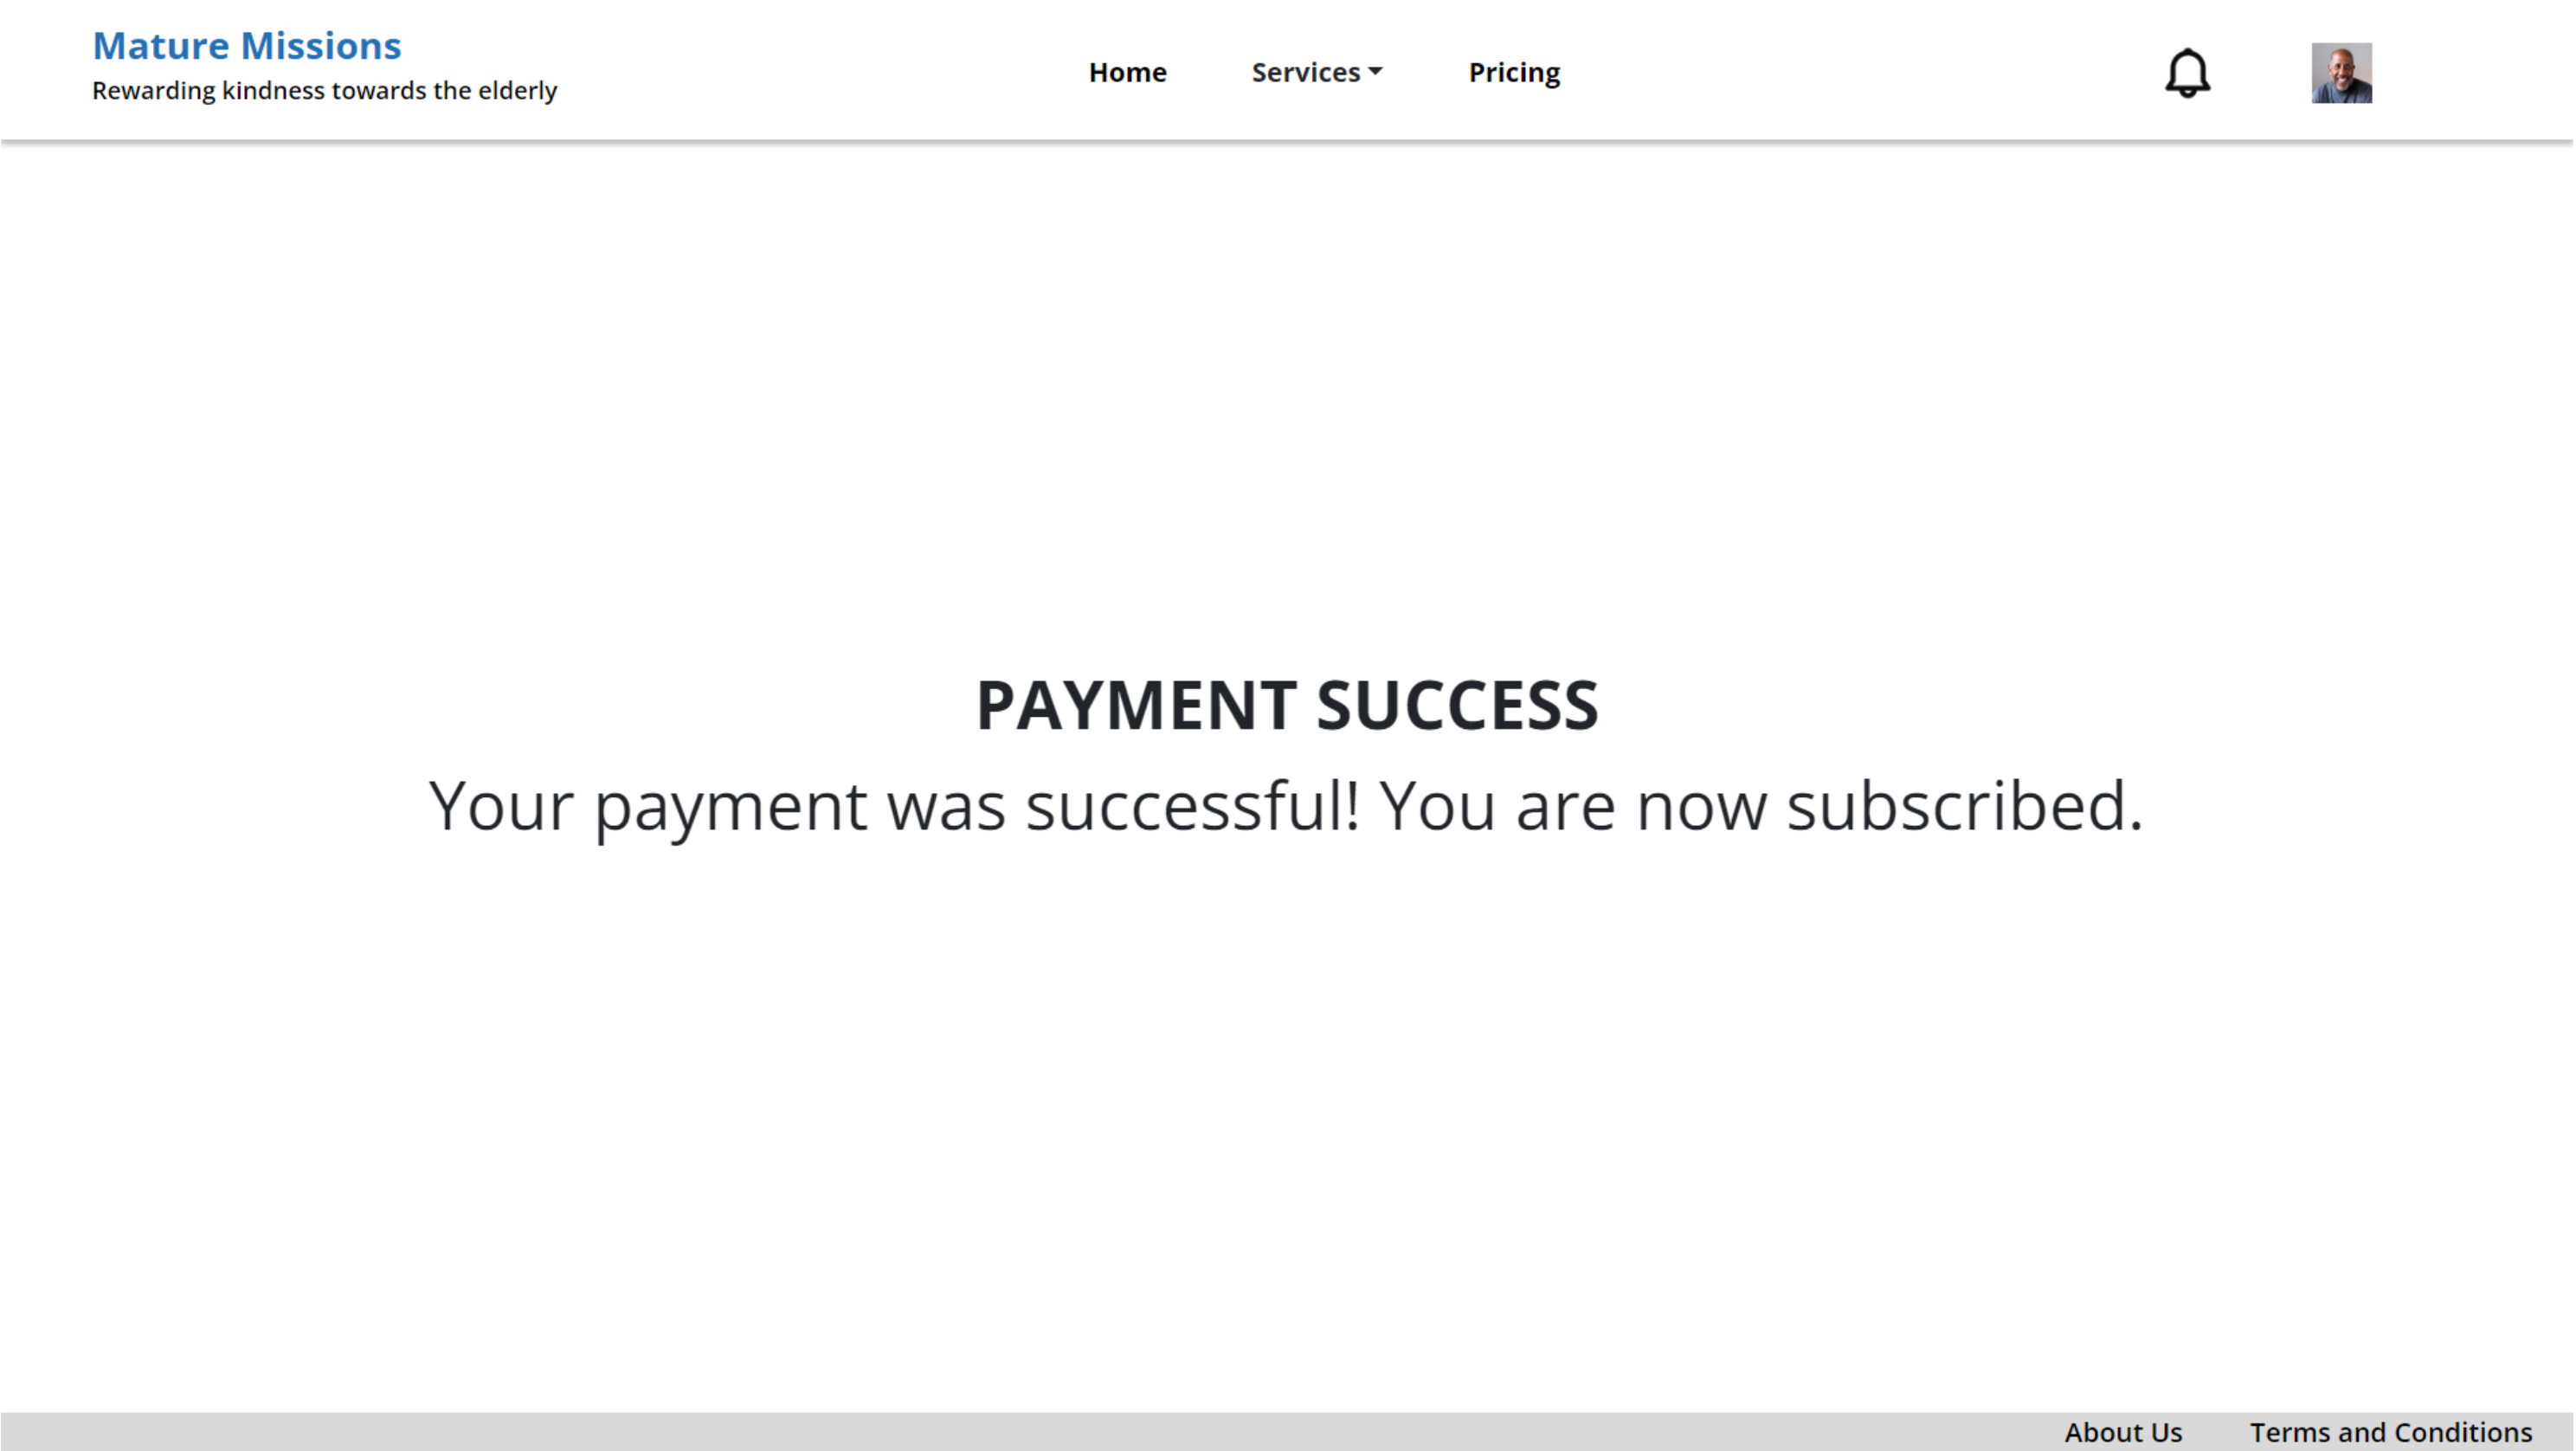 Mature Missions
Rewarding kindness towards the elderly
Home Services Pricing
PAYMENT SUCCESS
Your payment was successful! You are now subscribed.
About Us Terms and Conditions